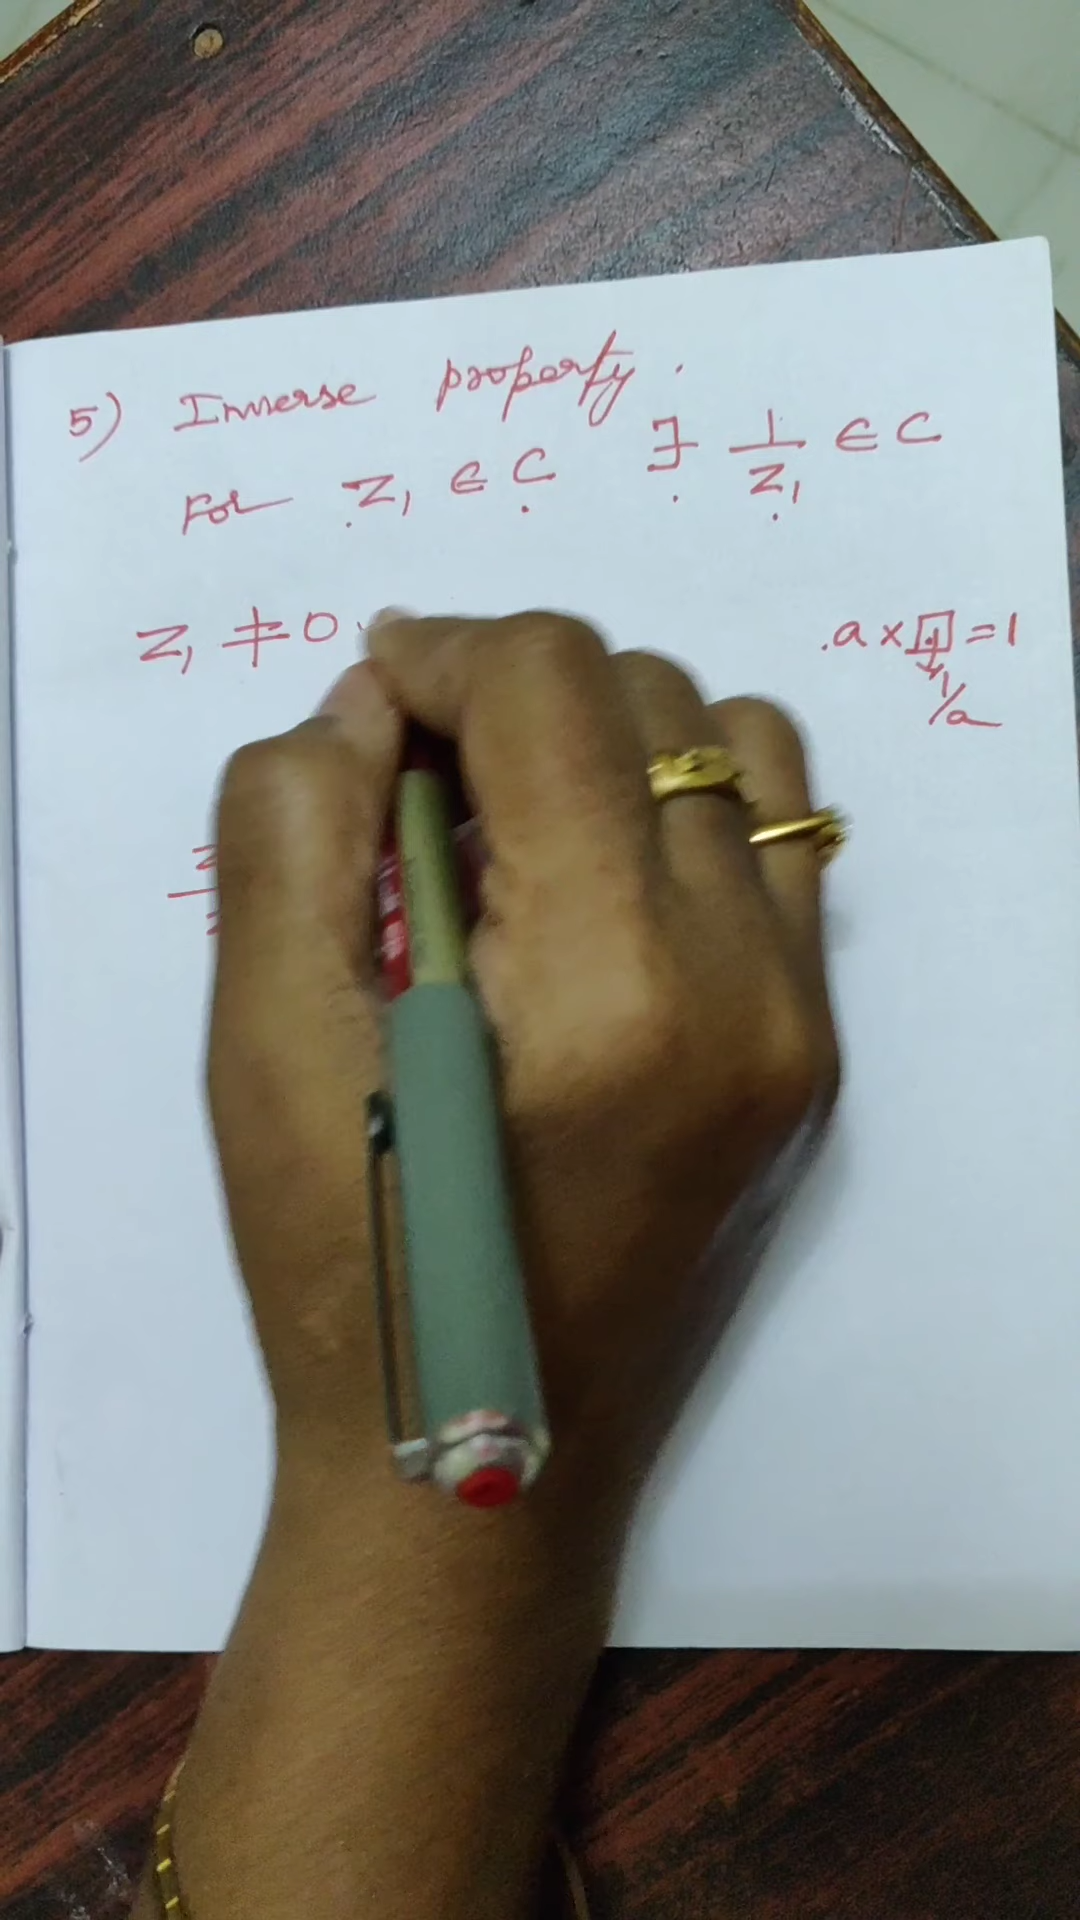 5) Inverse property.
For Z₁ ∈ C ∃ 1/Z₁ ∈ C
Z₁ ≠ 0
a × = 1
1/a